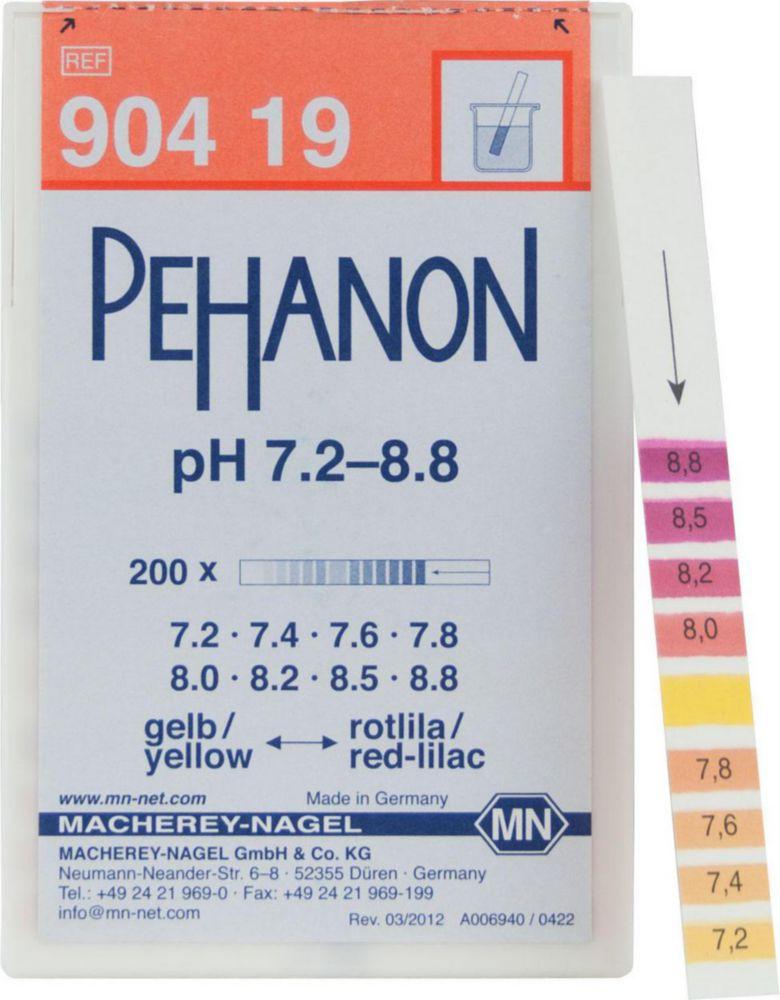 REF
904 19
PEHANON
pH 7.2–8.8
200 x
7.2 · 7.4 · 7.6 · 7.8
8.0 · 8.2 · 8.5 · 8.8
gelb/ rotlila/
yellow red-lilac
www.mn-net.com Made in Germany
MACHEREY-NAGEL MN
MACHEREY-NAGEL GmbH & Co. KG
Neumann-Neander-Str. 6–8 · 52355 Düren · Germany
Tel.: +49 24 21 969-0 · Fax: +49 24 21 969-199
info@mn-net.com
Rev. 03/2012 A006940 / 0422
8,8
8,5
8,2
8,0
7,8
7,6
7,4
7,2